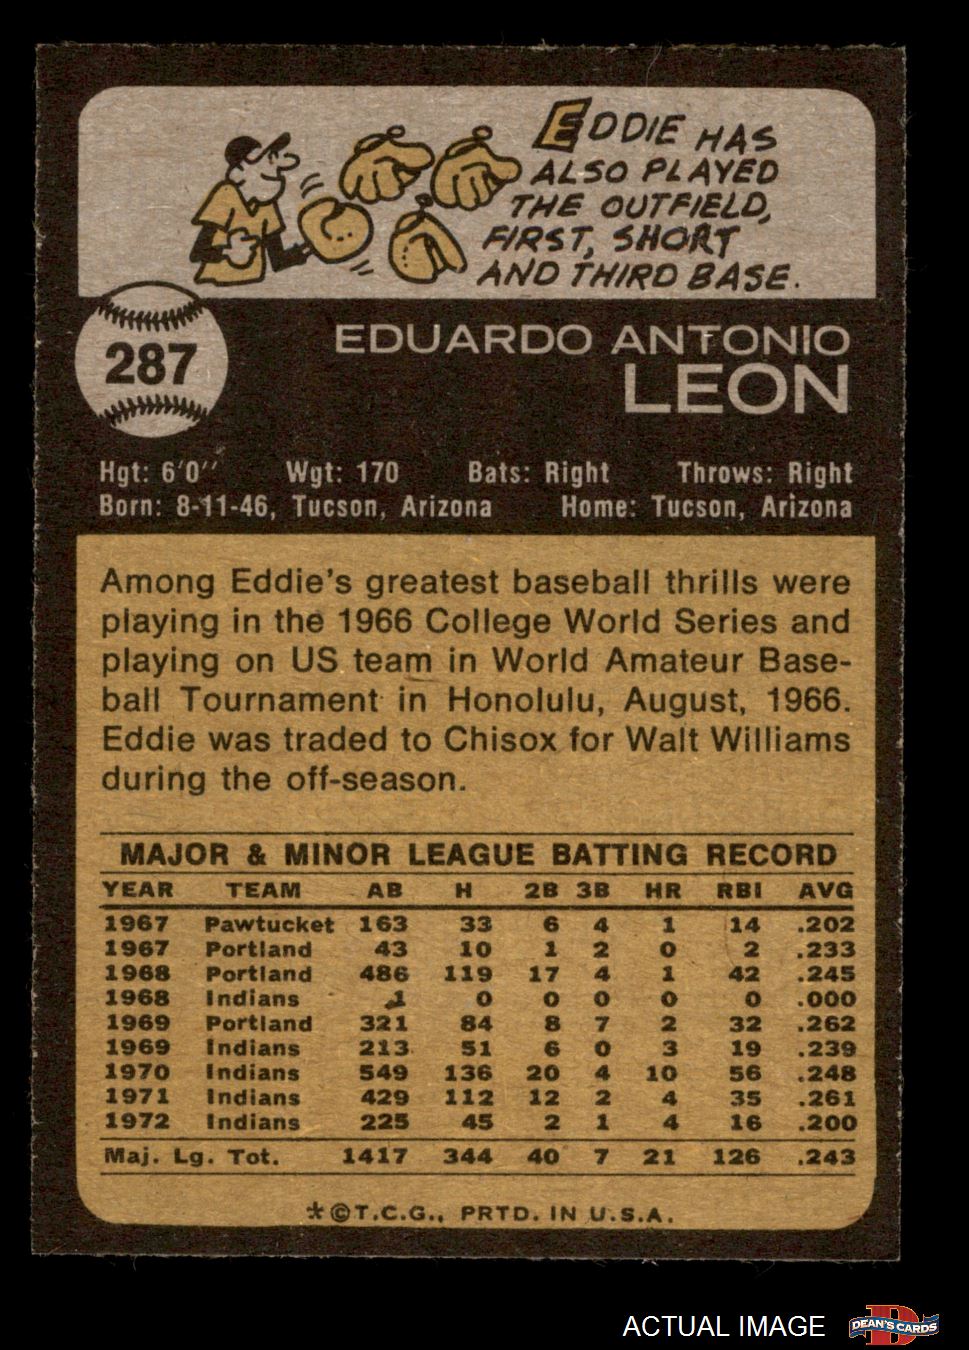 EDDIE HAS
ALSO PLAYED
THE OUTFIELD,
FIRST, SHORT
AND THIRD BASE.
287
EDUARDO ANTONIO
LEON
Hgt: 6'0'' Wgt: 170 Bats: Right Throws: Right
Born: 8-11-46, Tucson, Arizona Home: Tucson, Arizona
Among Eddie's greatest baseball thrills were
playing in the 1966 College World Series and
playing on US team in World Amateur Base-
ball Tournament in Honolulu, August, 1966.
Eddie was traded to Chisox for Walt Williams
during the off-season.
MAJOR & MINOR LEAGUE BATTING RECORD
YEAR TEAM AB H 2B 3B HR RBI AVG
1967 Pawtucket 163 33 6 4 1 14 .202
1967 Portland 43 10 1 2 0 2 .233
1968 Portland 486 119 17 4 1 42 .245
1968 Indians 1 0 0 0 0 0 .000
1969 Portland 321 84 8 7 2 32 .262
1969 Indians 213 51 6 0 3 19 .239
1970 Indians 549 136 20 4 10 56 .248
1971 Indians 429 112 12 2 4 35 .261
1972 Indians 225 45 2 1 4 16 .200
Maj. Lg. Tot. 1417 344 40 7 21 126 .243
*©T.C.G., PRTD. IN U.S.A.
ACTUAL IMAGE
D
DEAN'S CARDS